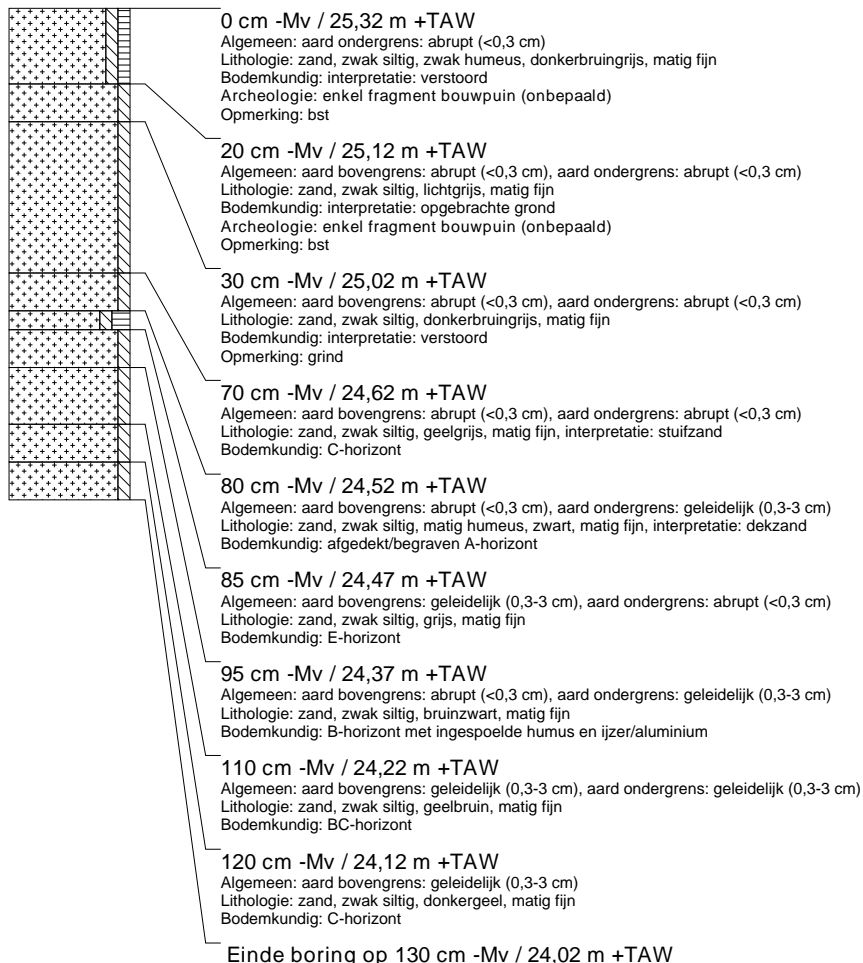 0 cm -Mv / 25,32 m +TAW
Algemeen: aard ondergrens: abrupt (<0,3 cm)
Lithologie: zand, zwak siltig, zwak humeus, donkerbruingrijs, matig fijn
Bodemkundig: interpretatie: verstoord
Archeologie: enkel fragment bouwpuin (onbepaald)
Opmerking: bst
20 cm -Mv / 25,12 m +TAW
Algemeen: aard bovengrens: abrupt (<0,3 cm), aard ondergrens: abrupt (<0,3 cm)
Lithologie: zand, zwak siltig, lichtgrijs, matig fijn
Bodemkundig: interpretatie: opgebrachte grond
Archeologie: enkel fragment bouwpuin (onbepaald)
Opmerking: bst
30 cm -Mv / 25,02 m +TAW
Algemeen: aard bovengrens: abrupt (<0,3 cm), aard ondergrens: abrupt (<0,3 cm)
Lithologie: zand, zwak siltig, donkerbruingrijs, matig fijn
Bodemkundig: interpretatie: verstoord
Opmerking: grind
70 cm -Mv / 24,62 m +TAW
Algemeen: aard bovengrens: abrupt (<0,3 cm), aard ondergrens: abrupt (<0,3 cm)
Lithologie: zand, zwak siltig, geelgrijs, matig fijn, interpretatie: stuifzand
Bodemkundig: C-horizont
80 cm -Mv / 24,52 m +TAW
Algemeen: aard bovengrens: abrupt (<0,3 cm), aard ondergrens: geleidelijk (0,3-3 cm)
Lithologie: zand, zwak siltig, matig humeus, zwart, matig fijn, interpretatie: dekzand
Bodemkundig: afgedekt/begraven A-horizont
85 cm -Mv / 24,47 m +TAW
Algemeen: aard bovengrens: geleidelijk (0,3-3 cm), aard ondergrens: abrupt (<0,3 cm)
Lithologie: zand, zwak siltig, grijs, matig fijn
Bodemkundig: E-horizont
95 cm -Mv / 24,37 m +TAW
Algemeen: aard bovengrens: abrupt (<0,3 cm), aard ondergrens: geleidelijk (0,3-3 cm)
Lithologie: zand, zwak siltig, bruinzwart, matig fijn
Bodemkundig: B-horizont met ingespoelde humus en ijzer/aluminium
110 cm -Mv / 24,22 m +TAW
Algemeen: aard bovengrens: geleidelijk (0,3-3 cm), aard ondergrens: geleidelijk (0,3-3 cm)
Lithologie: zand, zwak siltig, geelbruin, matig fijn
Bodemkundig: BC-horizont
120 cm -Mv / 24,12 m +TAW
Algemeen: aard bovengrens: geleidelijk (0,3-3 cm)
Lithologie: zand, zwak siltig, donkergeel, matig fijn
Bodemkundig: C-horizont
Einde boring op 130 cm -Mv / 24,02 m +TAW